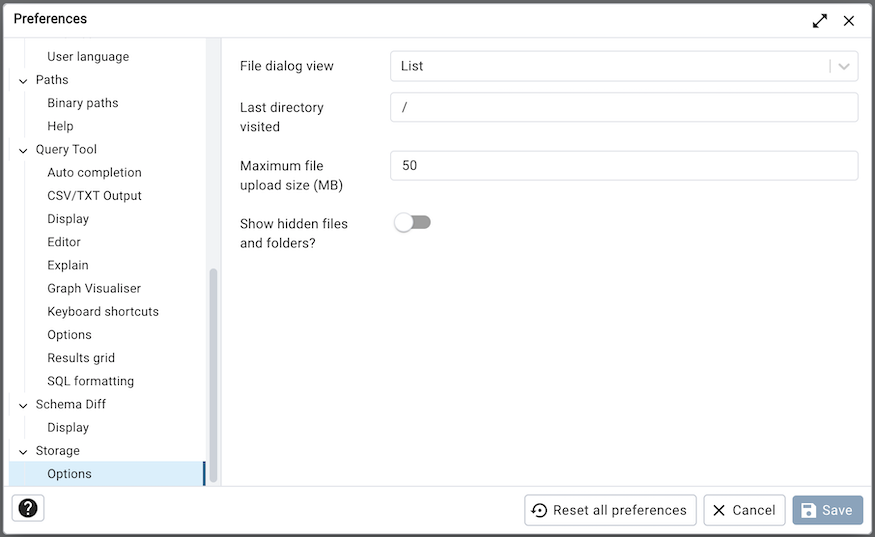 Preferences
User language
Paths
Binary paths
Help
Query Tool
Auto completion
CSV/TXT Output
Display
Editor
Explain
Graph Visualiser
Keyboard shortcuts
Options
Results grid
SQL formatting
Schema Diff
Display
Storage
Options
File dialog view
List
Last directory
visited
/
Maximum file
upload size (MB)
50
Show hidden files
and folders?
?
Reset all preferences
Cancel
Save